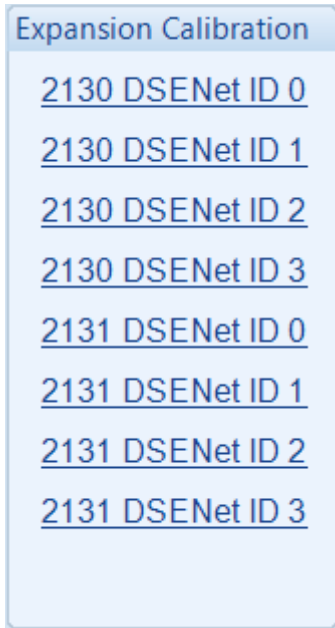 Expansion Calibration
2130 DSENet ID 0
2130 DSENet ID 1
2130 DSENet ID 2
2130 DSENet ID 3
2131 DSENet ID 0
2131 DSENet ID 1
2131 DSENet ID 2
2131 DSENet ID 3